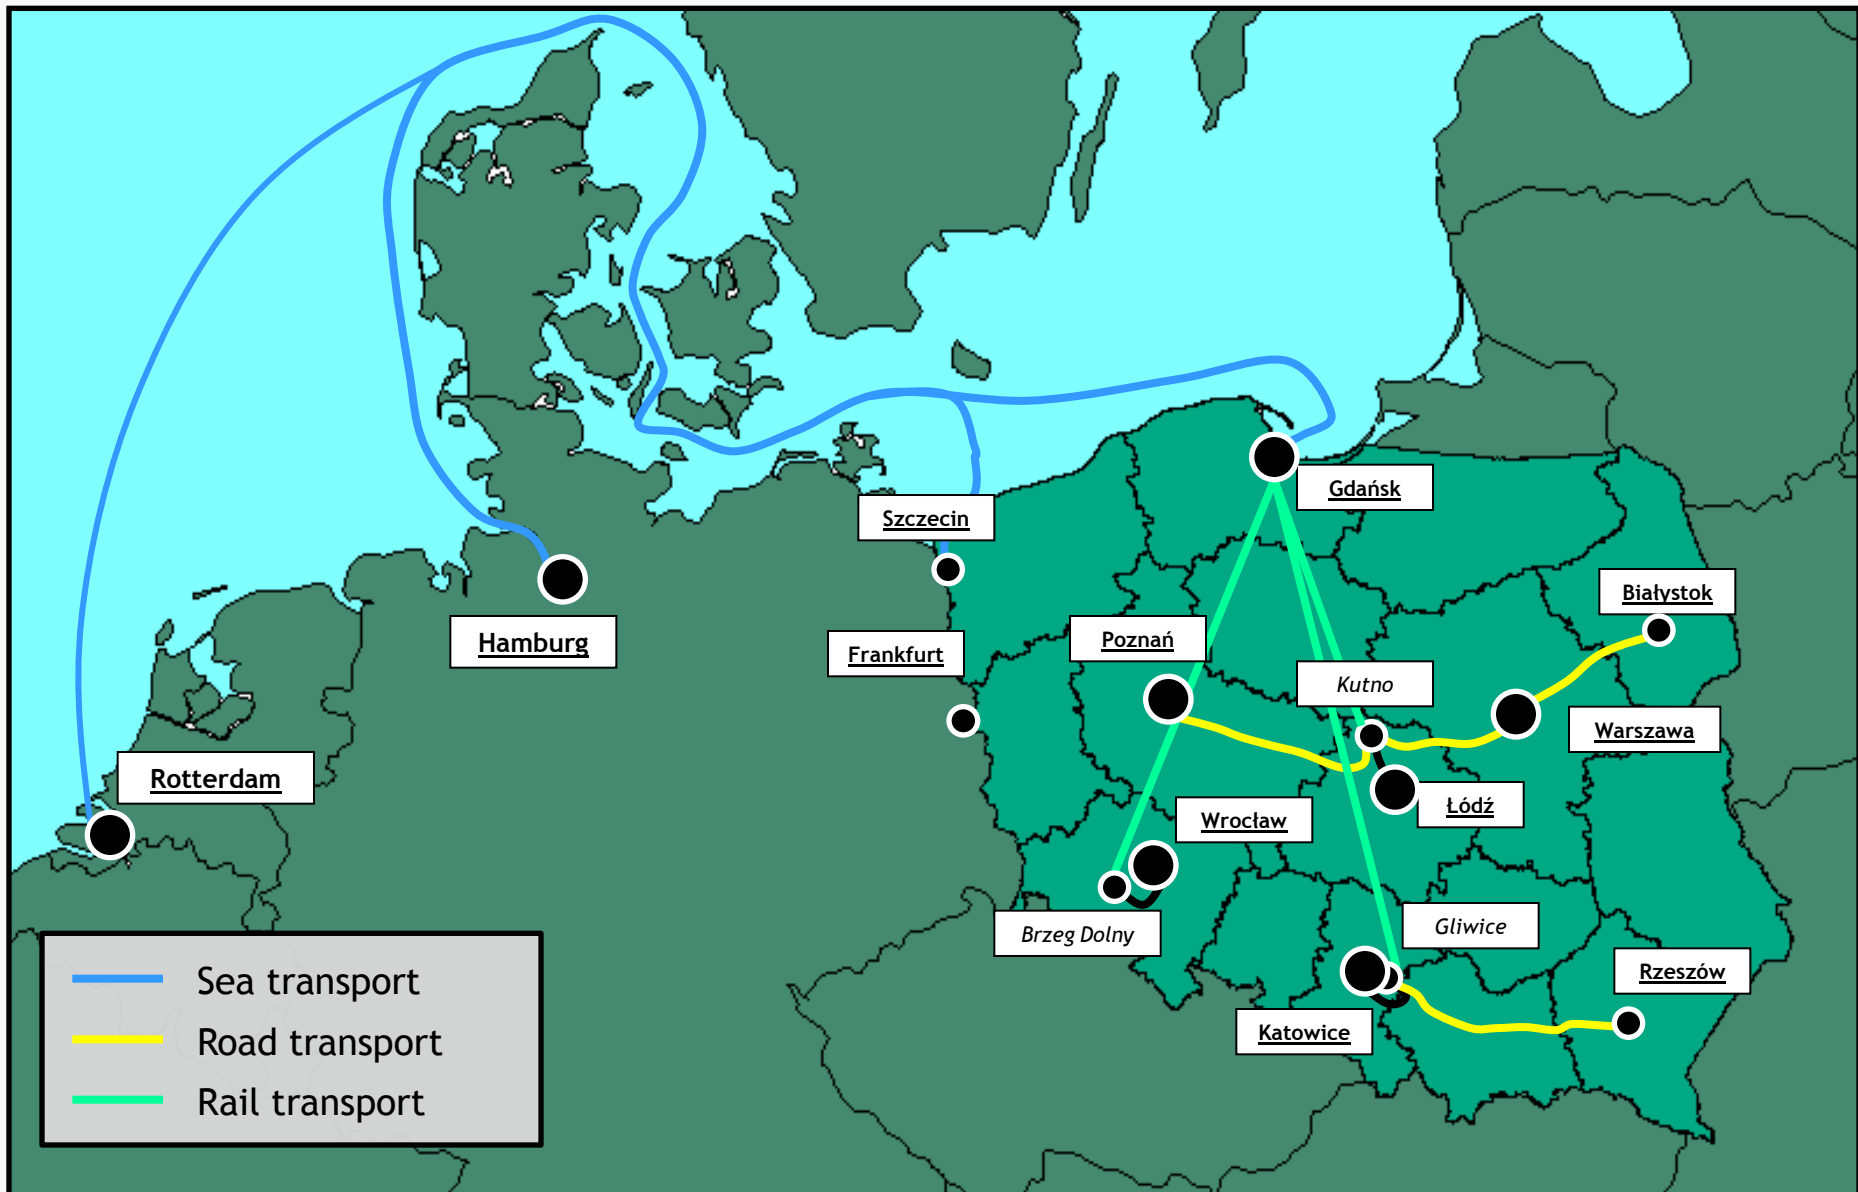 Gdańsk
Szczecin
Białystok
Hamburg
Frankfurt
Poznań
Kutno
Warszawa
Rotterdam
Łódź
Wrocław
Brzeg Dolny
Gliwice
Rzeszów
Katowice
Sea transport
Road transport
Rail transport